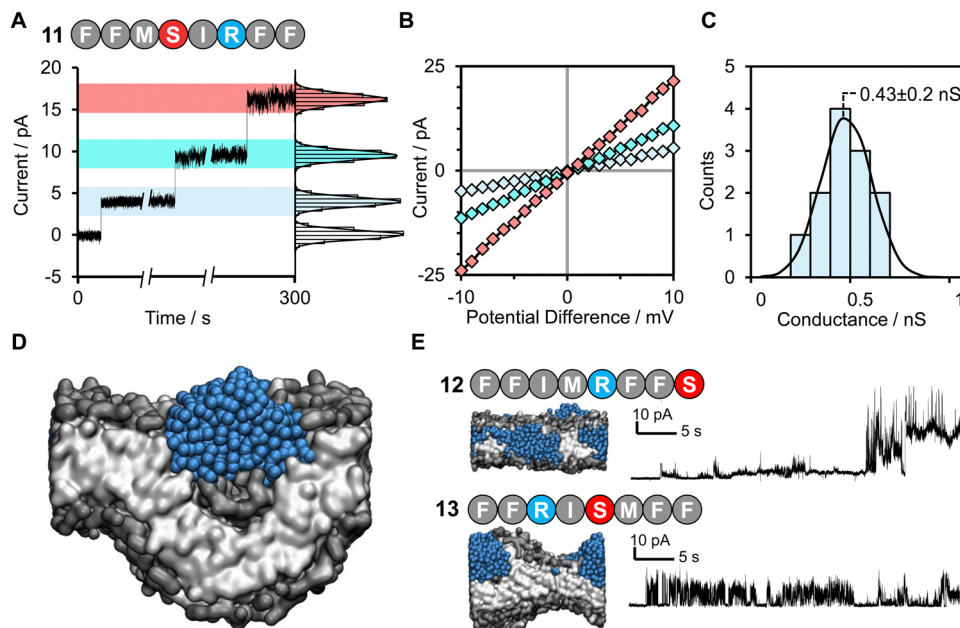 A
11 F F M S I R F F
20
15
10
5
0
-5
Current / pA
0
300
Time / s
B
25
0
-25
Current / pA
-10
0
10
Potential Difference / mV
C
0.43±0.2 nS
5
4
3
2
1
0
Counts
0
0.5
1
Conductance / nS
D
E
12 F F I M R F F S
10 pA
5 s
13 F F R I S M F F
10 pA
5 s